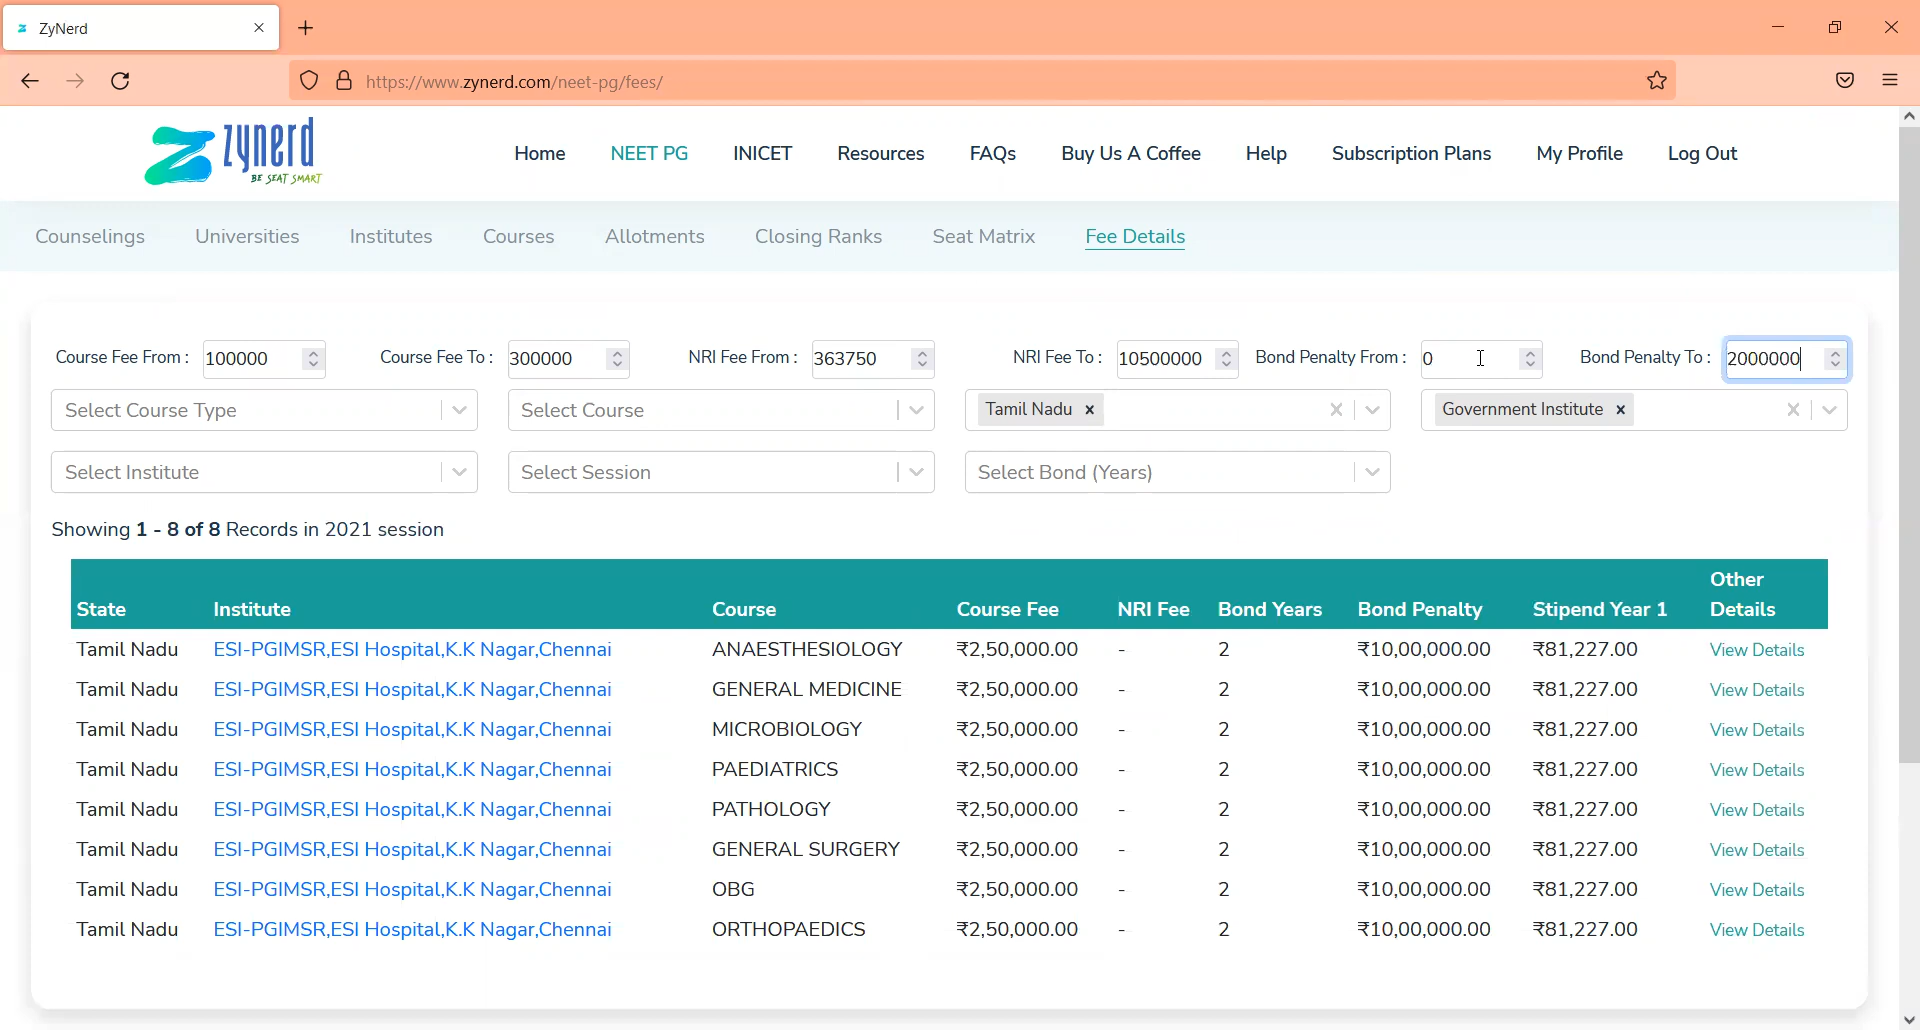 ZyNerd
https://www.zynerd.com/neet-pg/fees/
zynerd
BE SEAT SMART
Home NEET PG INICET Resources FAQs Buy Us A Coffee Help Subscription Plans My Profile Log Out
Counselings Universities Institutes Courses Allotments Closing Ranks Seat Matrix Fee Details
Course Fee From : 100000 Course Fee To : 300000 NRI Fee From : 363750 NRI Fee To : 10500000 Bond Penalty From : 0 Bond Penalty To : 2000000
Select Course Type Select Course Tamil Nadu Government Institute
Select Institute Select Session Select Bond (Years)
Showing 1 - 8 of 8 Records in 2021 session
State Institute Course Course Fee NRI Fee Bond Years Bond Penalty Stipend Year 1 Other Details
Tamil Nadu ESI-PGIMSR,ESI Hospital,K.K Nagar,Chennai ANAESTHESIOLOGY ₹2,50,000.00 - 2 ₹10,00,000.00 ₹81,227.00 View Details
Tamil Nadu ESI-PGIMSR,ESI Hospital,K.K Nagar,Chennai GENERAL MEDICINE ₹2,50,000.00 - 2 ₹10,00,000.00 ₹81,227.00 View Details
Tamil Nadu ESI-PGIMSR,ESI Hospital,K.K Nagar,Chennai MICROBIOLOGY ₹2,50,000.00 - 2 ₹10,00,000.00 ₹81,227.00 View Details
Tamil Nadu ESI-PGIMSR,ESI Hospital,K.K Nagar,Chennai PAEDIATRICS ₹2,50,000.00 - 2 ₹10,00,000.00 ₹81,227.00 View Details
Tamil Nadu ESI-PGIMSR,ESI Hospital,K.K Nagar,Chennai PATHOLOGY ₹2,50,000.00 - 2 ₹10,00,000.00 ₹81,227.00 View Details
Tamil Nadu ESI-PGIMSR,ESI Hospital,K.K Nagar,Chennai GENERAL SURGERY ₹2,50,000.00 - 2 ₹10,00,000.00 ₹81,227.00 View Details
Tamil Nadu ESI-PGIMSR,ESI Hospital,K.K Nagar,Chennai OBG ₹2,50,000.00 - 2 ₹10,00,000.00 ₹81,227.00 View Details
Tamil Nadu ESI-PGIMSR,ESI Hospital,K.K Nagar,Chennai ORTHOPAEDICS ₹2,50,000.00 - 2 ₹10,00,000.00 ₹81,227.00 View Details